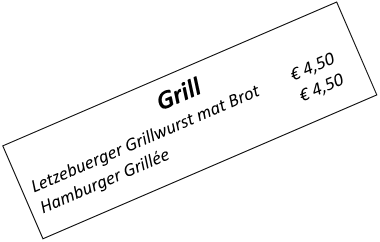 Grill
Letzebuerger Grillwurst mat Brot € 4,50
Hamburger Grillée € 4,50